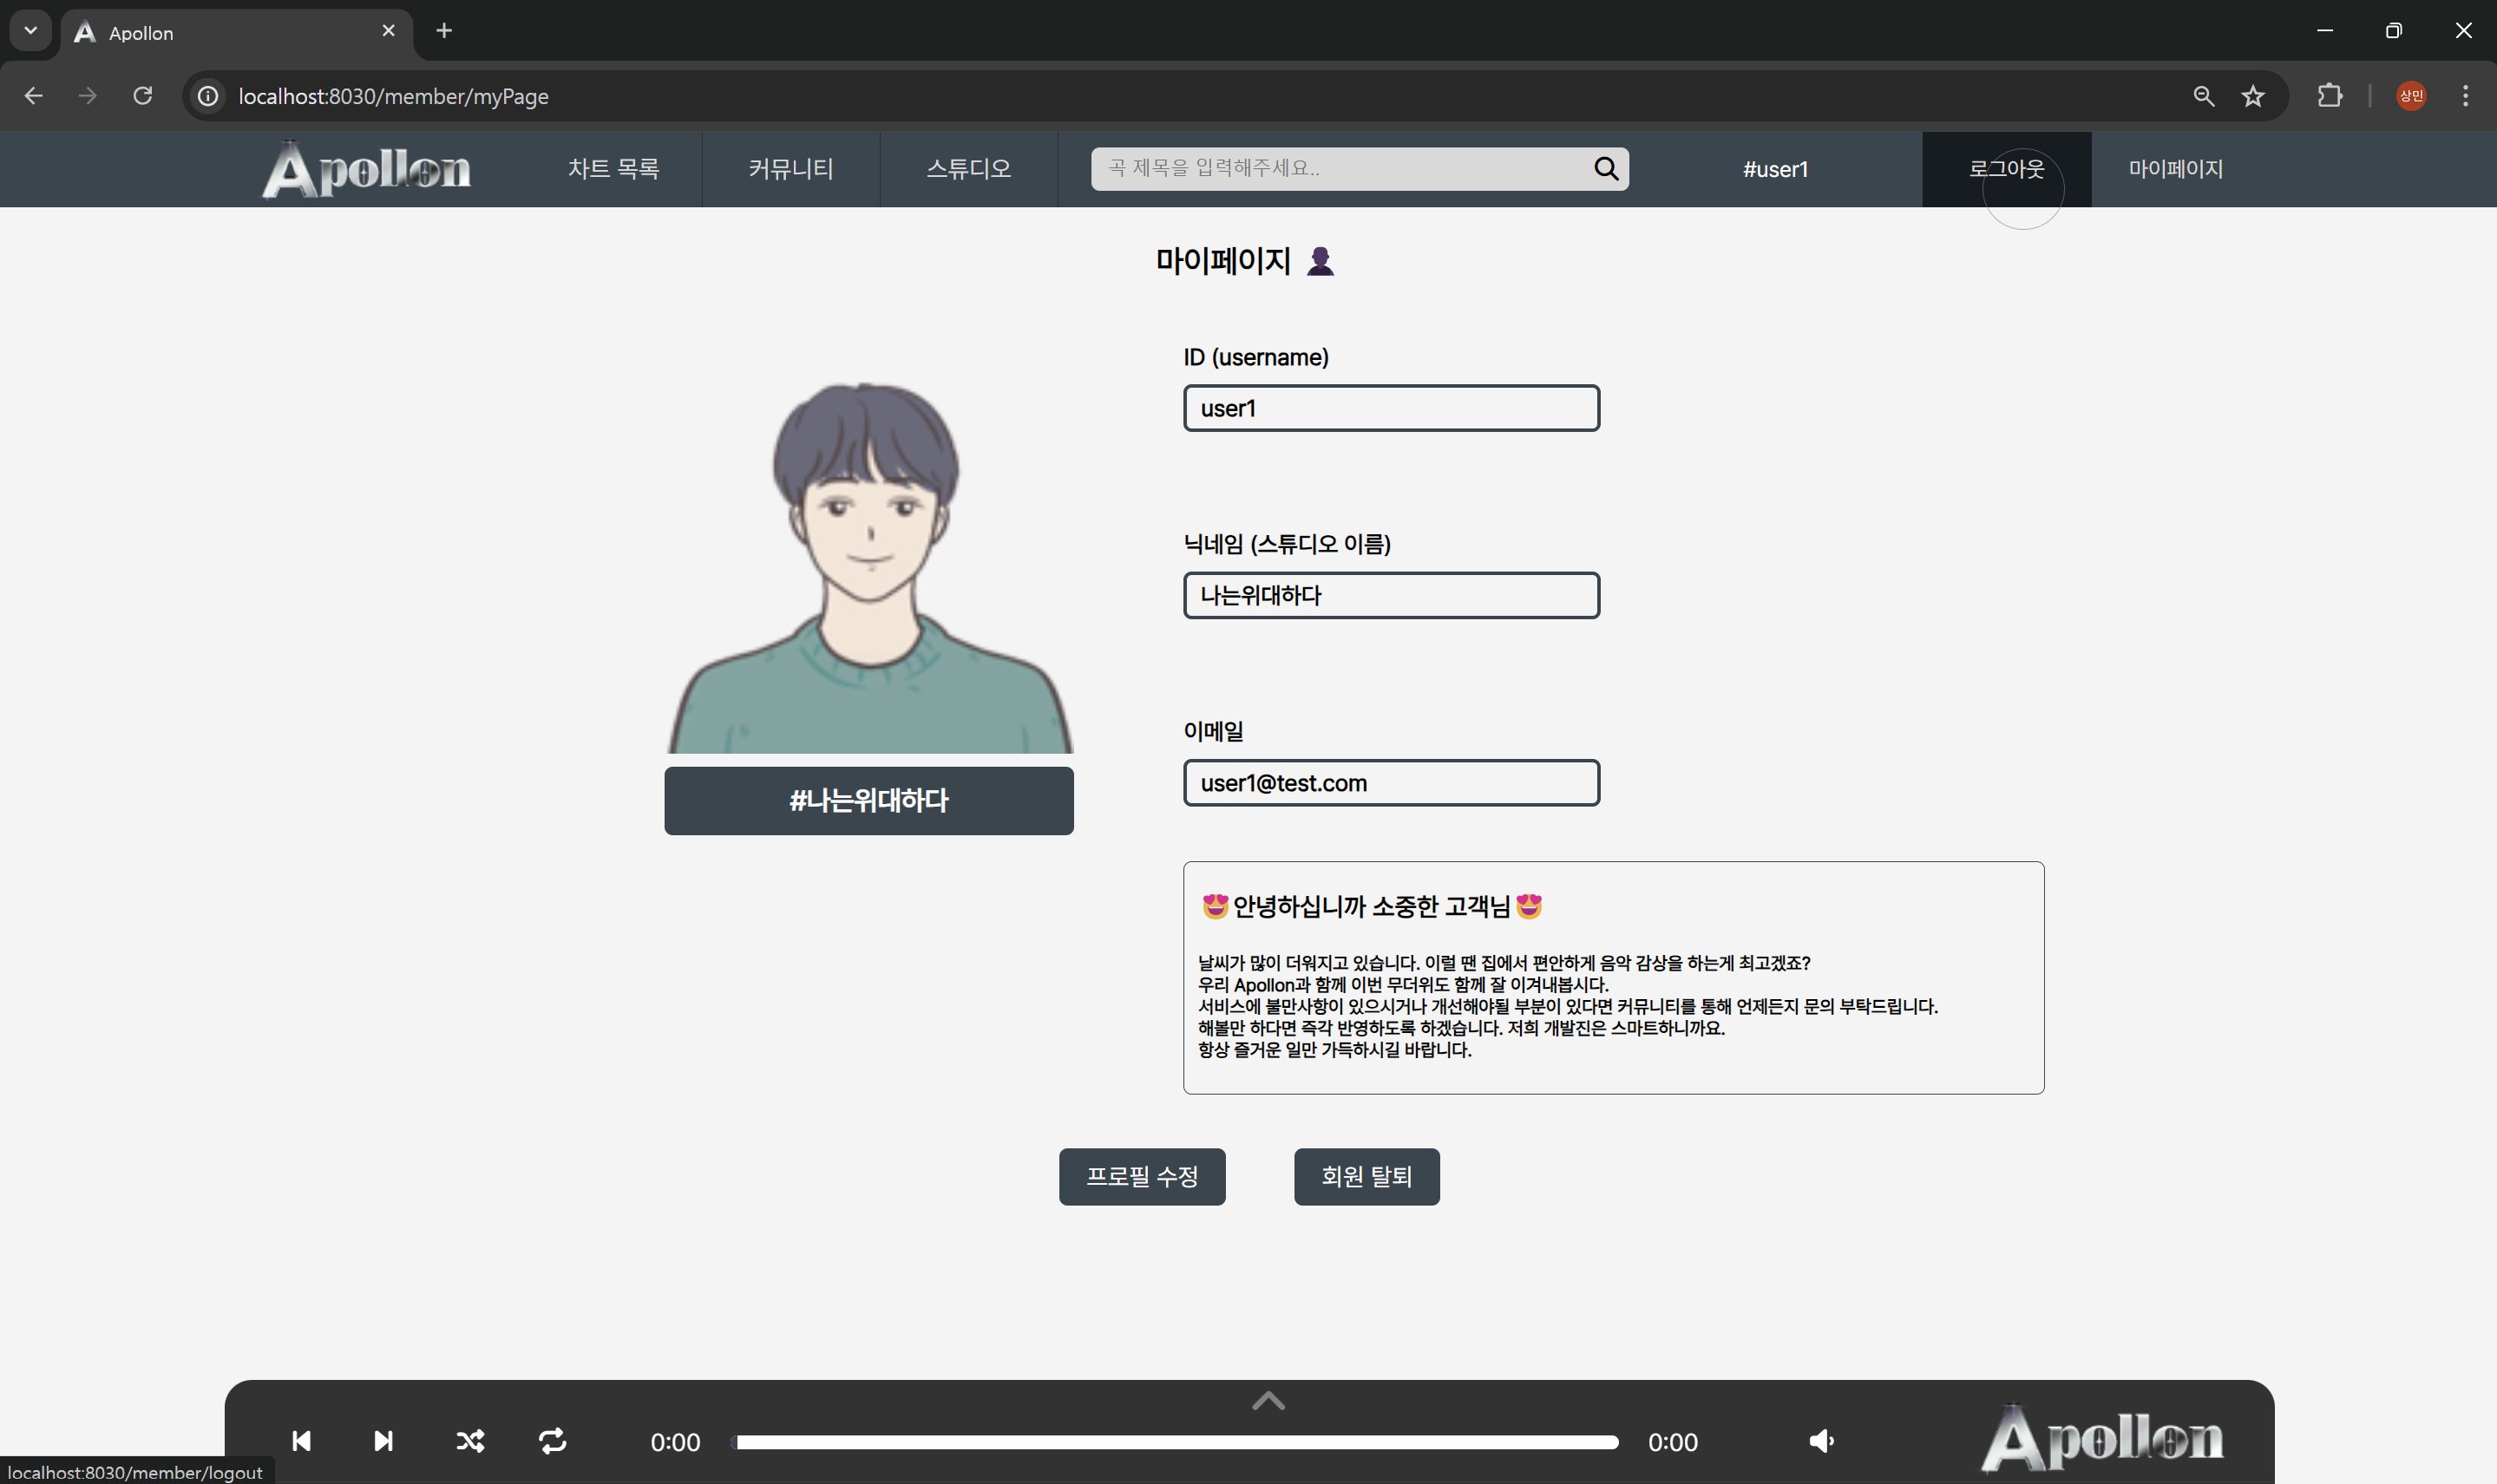 Apollon
localhost:8030/member/myPage
상민
Apollon
차트 목록
커뮤니티
스튜디오
곡 제목을 입력해주세요..
#user1
로그아웃
마이페이지
마이페이지
ID (username)
user1
닉네임 (스튜디오 이름)
나는위대하다
이메일
user1@test.com
#나는위대하다
안녕하십니까 소중한 고객님
날씨가 많이 더워지고 있습니다. 이럴 땐 집에서 편안하게 음악 감상을 하는게 최고겠죠?
우리 Apollon과 함께 이번 무더위도 함께 잘 이겨내봅시다.
서비스에 불만사항이 있으시거나 개선해야될 부분이 있다면 커뮤니티를 통해 언제든지 문의 부탁드립니다.
해볼만 하다면 즉각 반영하도록 하겠습니다. 저희 개발진은 스마트하니까요.
항상 즐거운 일만 가득하시길 바랍니다.
프로필 수정
회원 탈퇴
0:00
0:00
Apollon
localhost:8030/member/logout